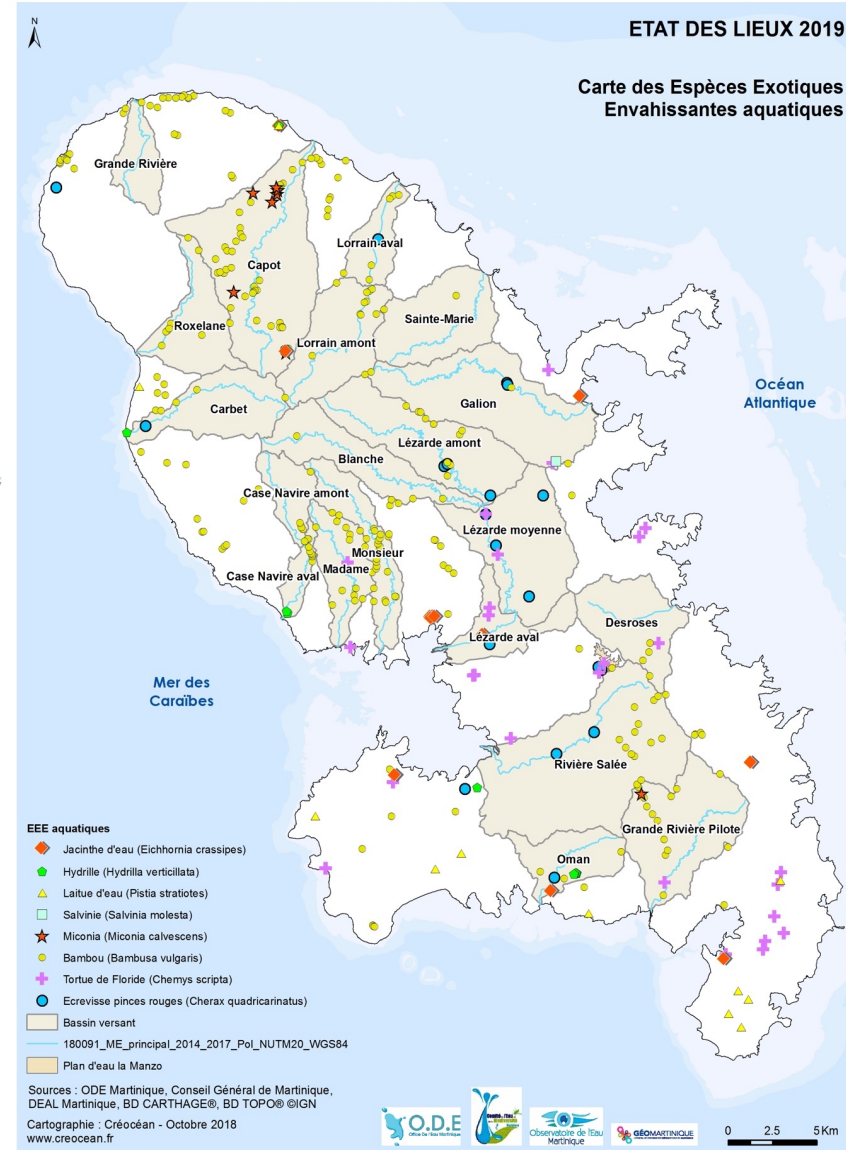 N
ETAT DES LIEUX 2019
Carte des Espèces Exotiques
Envahissantes aquatiques
Grande Rivière
Lorrain aval
Capot
Sainte-Marie
Roxelane
Lorrain amont
Océan
Atlantique
Carbet
Galion
Lézarde amont
Blanche
Case Navire amont
Lézarde moyenne
Monsieur
Madame
Case Navire aval
Desroses
Lézarde aval
Mer des
Caraïbes
Rivière Salée
Grande Rivière Pilote
Oman
EEE aquatiques
Jacinthe d'eau (Eichhornia crassipes)
Hydrille (Hydrilla verticillata)
Laitue d'eau (Pistia stratiotes)
Salvinie (Salvinia molesta)
Miconia (Miconia calvescens)
Bambou (Bambusa vulgaris)
Tortue de Floride (Chemys scripta)
Ecrevisse pinces rouges (Cherax quadricarinatus)
Bassin versant
180091_ME_principal_2014_2017_Pol_NUTM20_WGS84
Plan d'eau la Manzo
Sources : ODE Martinique, Conseil Général de Martinique,
DEAL Martinique, BD CARTHAGE®, BD TOPO® ©IGN
Cartographie : Créocéan - Octobre 2018
www.creocean.fr
O.D.E
Office De l'Eau Martinique
Observatoire de l'Eau
Martinique
GÉOMARTINIQUE
0 2.5 5 Km